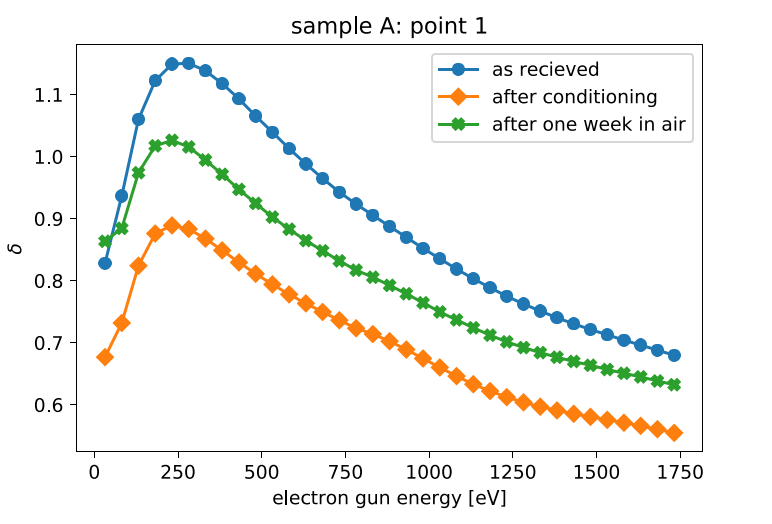 sample A: point 1
as recieved
after conditioning
after one week in air
δ
1.1
1.0
0.9
0.8
0.7
0.6
0 250 500 750 1000 1250 1500 1750
electron gun energy [eV]